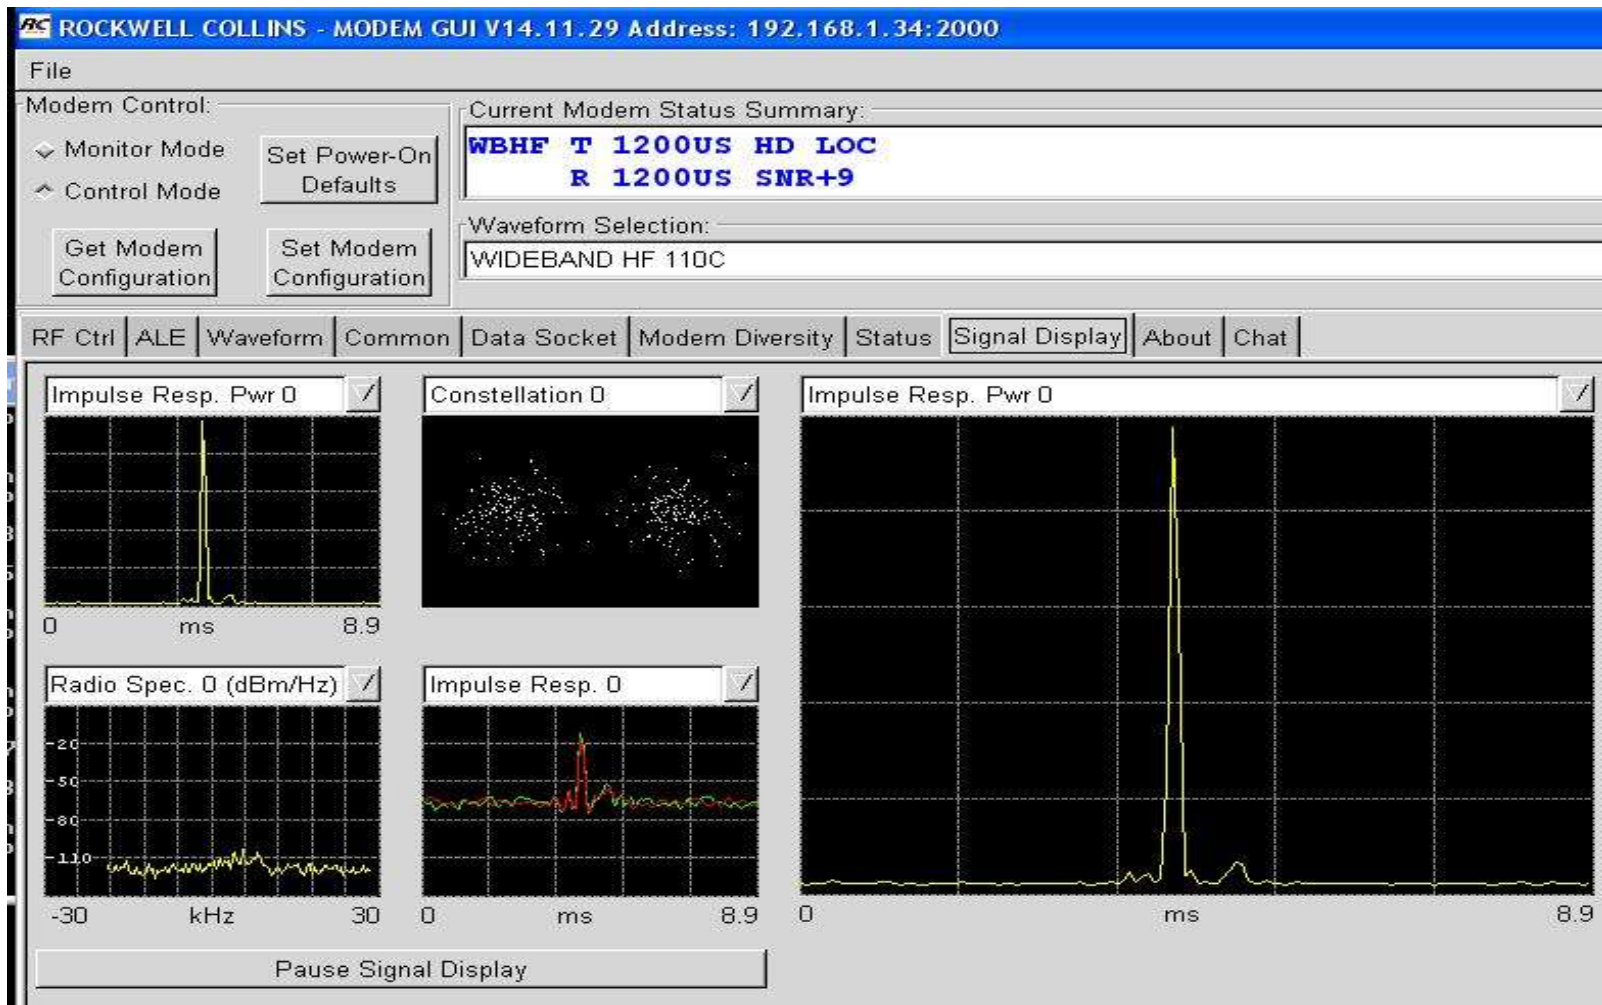 RC ROCKWELL COLLINS - MODEM GUI V14.11.29 Address: 192.168.1.34:2000
File
Modem Control:
Monitor Mode
Control Mode
Set Power-On
Defaults
Get Modem
Configuration
Set Modem
Configuration
Current Modem Status Summary:
WBHF T 1200US HD LOC
R 1200US SNR+9
Waveform Selection:
WIDEBAND HF 110C
RF Ctrl ALE Waveform Common Data Socket Modem Diversity Status Signal Display About Chat
Impulse Resp. Pwr 0
0 ms 8.9
Constellation 0
Radio Spec. 0 (dBm/Hz)
-20
-50
-80
-110
-30 kHz 30
Impulse Resp. 0
0 ms 8.9
Impulse Resp. Pwr 0
0 ms 8.9
Pause Signal Display